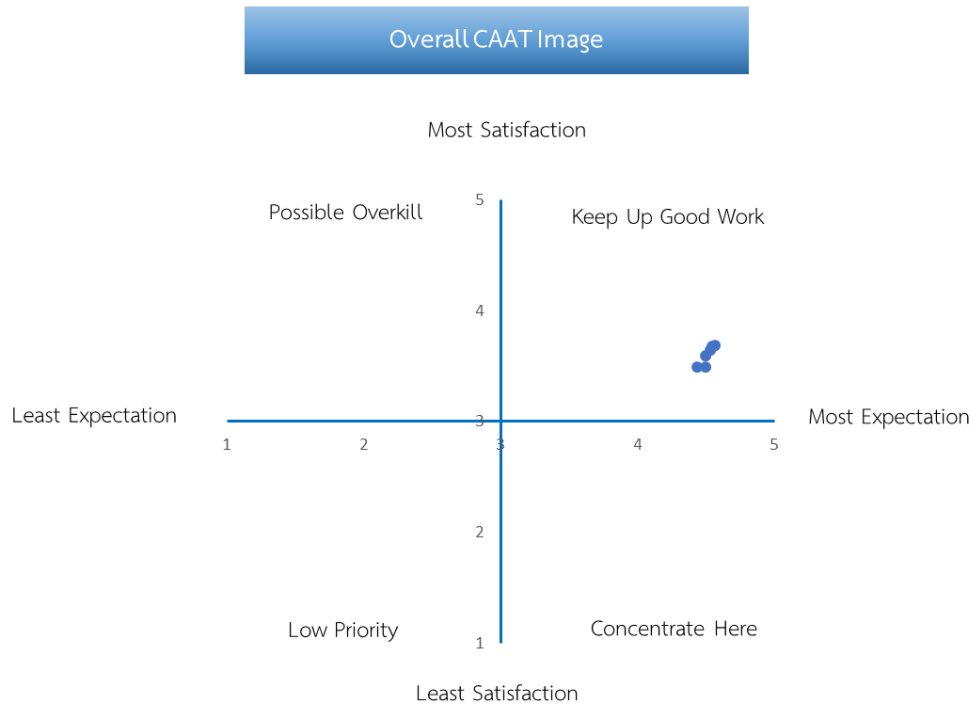 Overall CAAT Image
Most Satisfaction
Possible Overkill
5
Keep Up Good Work
4
Least Expectation
3
Most Expectation
1 2 3 4 5
2
Low Priority
Concentrate Here
1
Least Satisfaction